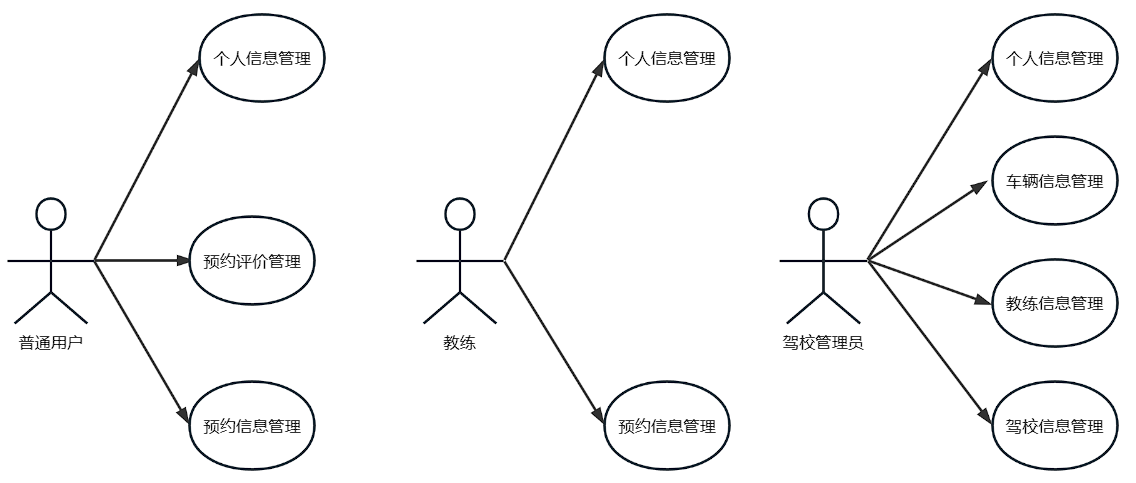 个人信息管理
预约评价管理
预约信息管理
普通用户
个人信息管理
预约信息管理
教练
个人信息管理
车辆信息管理
教练信息管理
驾校信息管理
驾校管理员